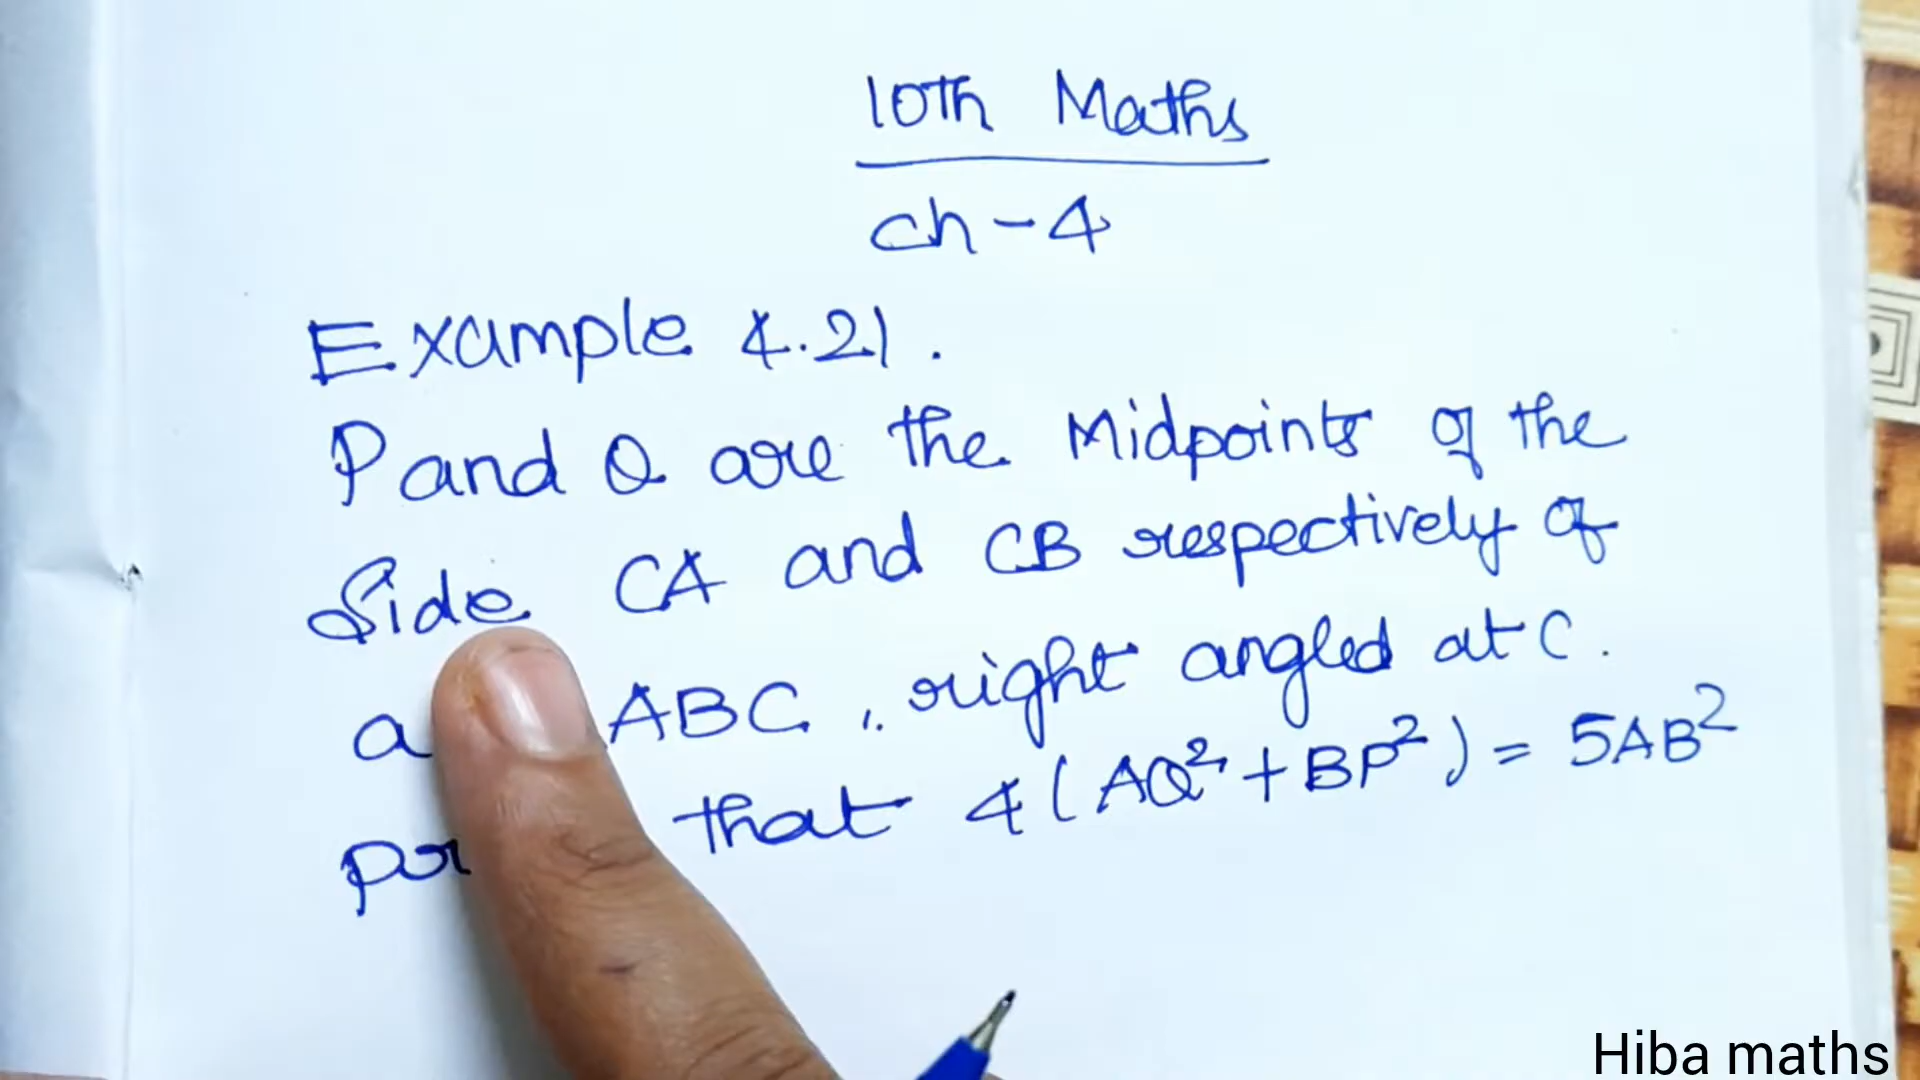 10Th Maths
ch - 4
Example 4.21.
P and Q are the Midpoints of the
Side CA and CB respectively of
a ABC, right angled at C.
that 4(AQ²+BP²) = 5AB²
Hiba maths